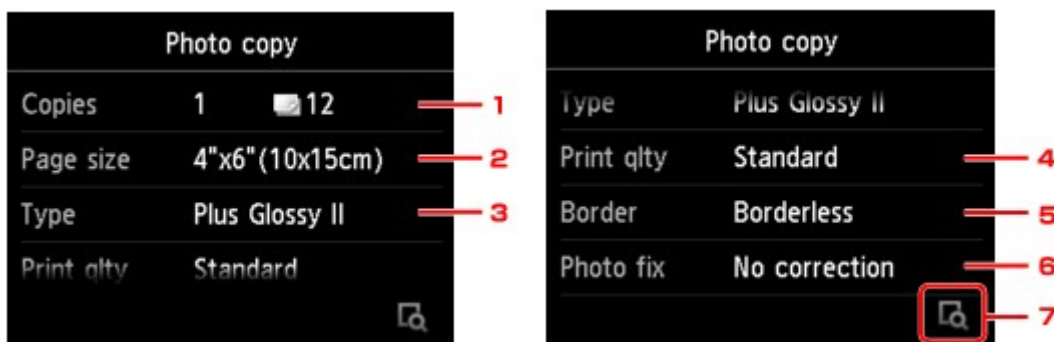 Photo copy
Copies 1 12 1
Page size 4"x6"(10x15cm) 2
Type Plus Glossy II 3
Print qlty Standard
Photo copy
Type Plus Glossy II
Print qlty Standard 4
Border Borderless 5
Photo fix No correction 6
7